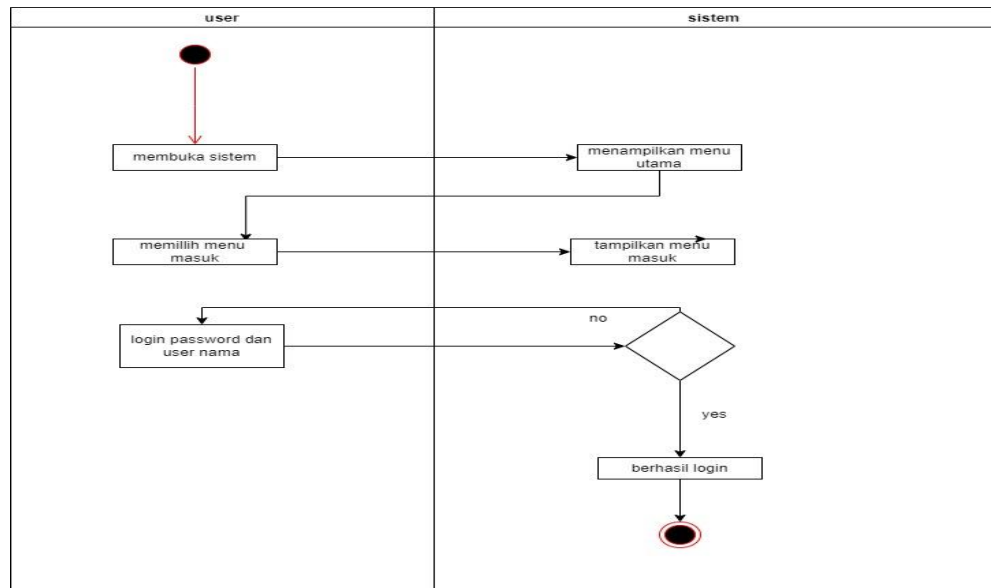 user
sistem
membuka sistem
menampilkan menu
utama
memillih menu
masuk
tampilkan menu
masuk
no
login password dan
user nama
yes
berhasil login